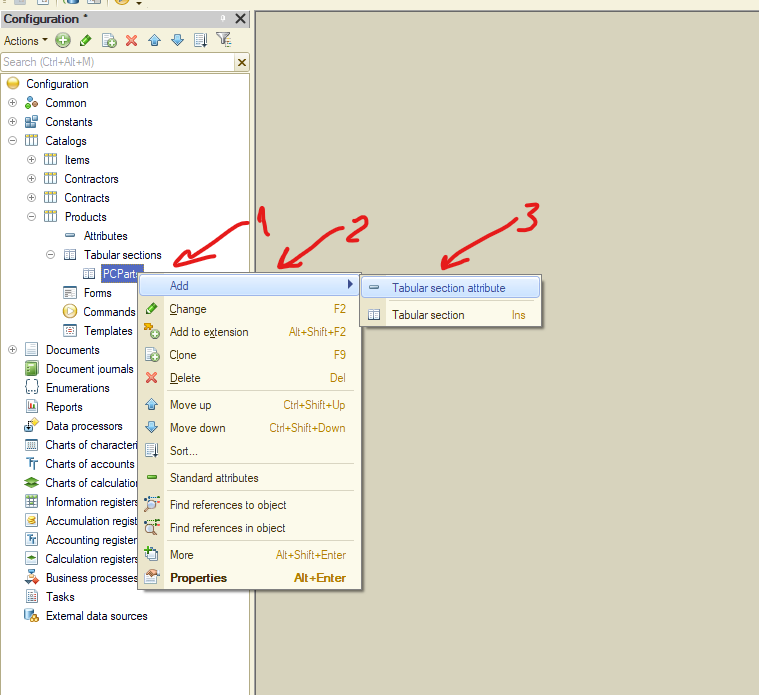 Configuration *
Actions
Search (Ctrl+Alt+M)
Configuration
Common
Constants
Catalogs
Items
Contractors
Contracts
Products
Attributes
Tabular sections
PCParts
Forms
Commands
Templates
Documents
Document journals
Enumerations
Reports
Data processors
Charts of characteri
Charts of accounts
Charts of calculation
Information registers
Accumulation regist
Accounting register
Calculation registers
Business processes
Tasks
External data sources
Add
Change F2
Add to extension Alt+Shift+F2
Clone F9
Delete Del
Move up Ctrl+Shift+Up
Move down Ctrl+Shift+Down
Sort...
Standard attributes
Find references to object
Find references in object
More Alt+Shift+Enter
Properties Alt+Enter
Tabular section attribute
Tabular section Ins
1
2
3